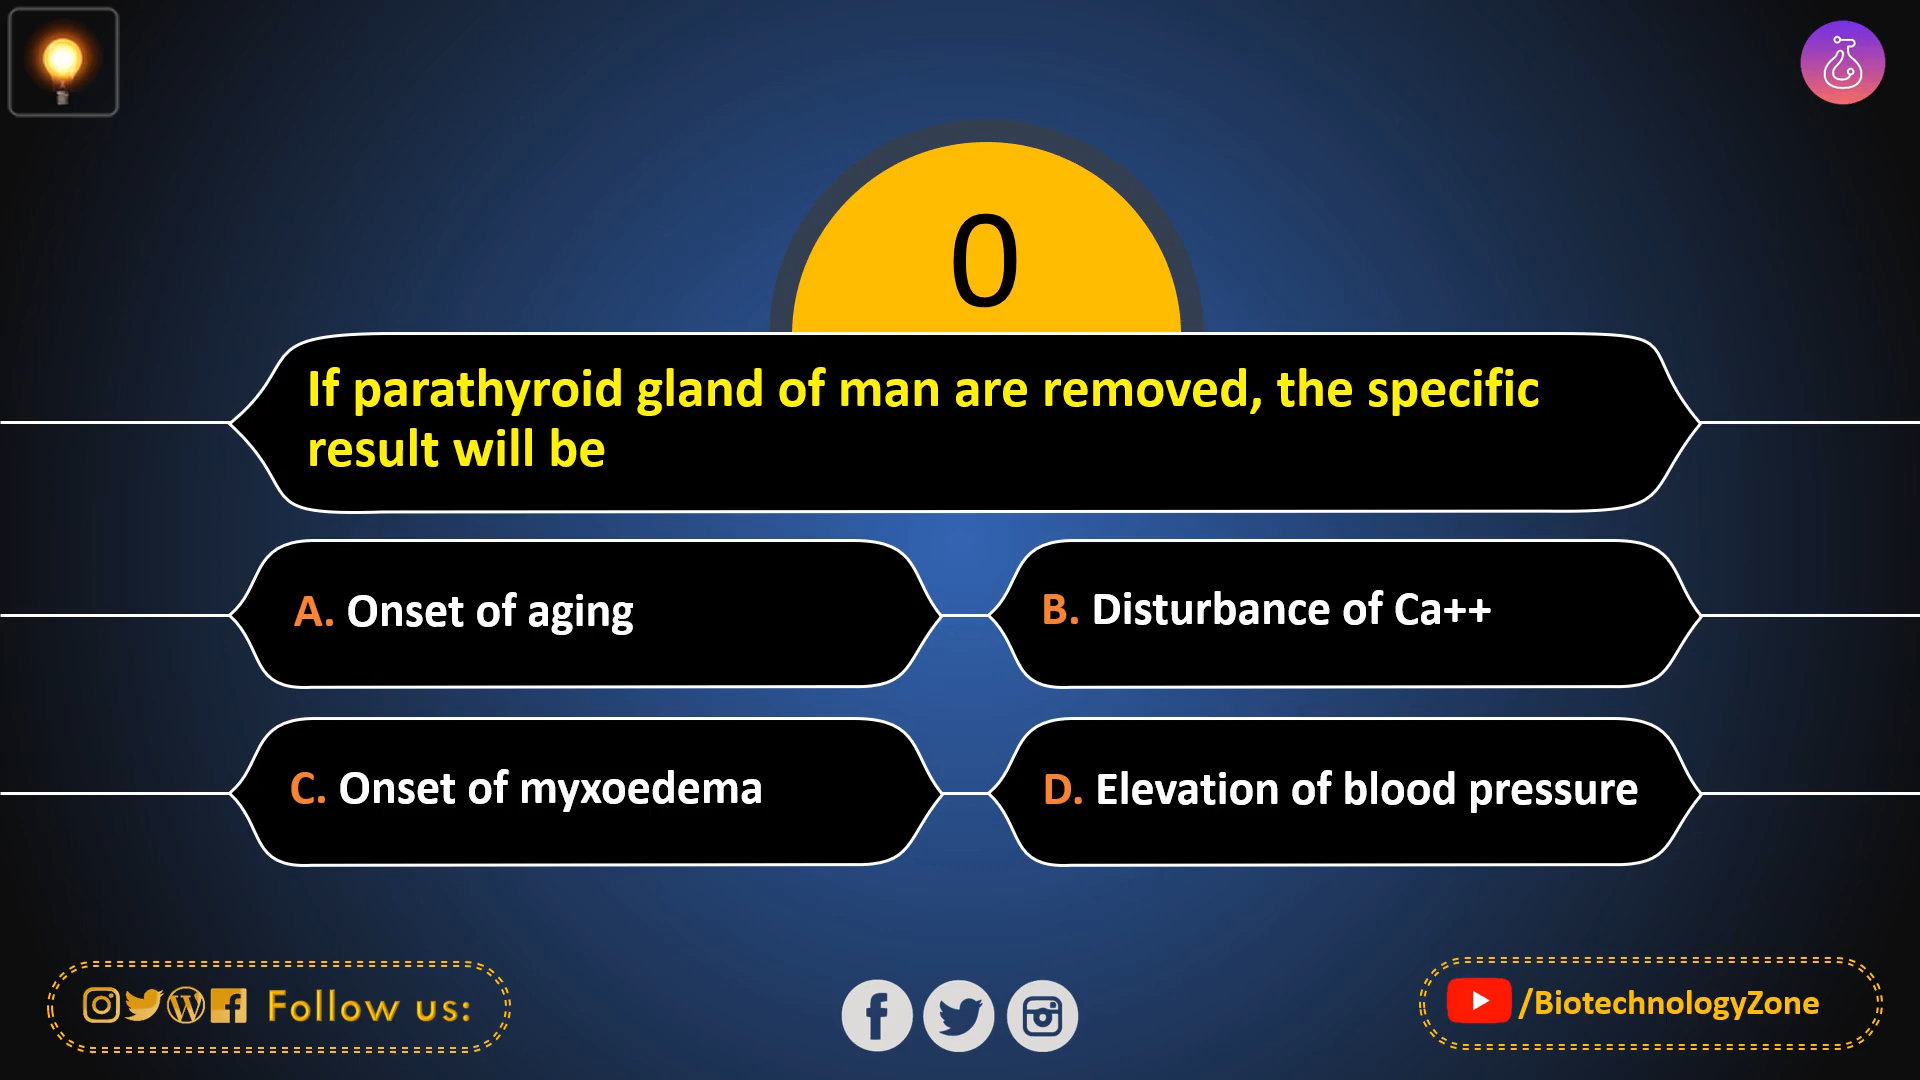 0
If parathyroid gland of man are removed, the specific
result will be
A. Onset of aging
B. Disturbance of Ca++
C. Onset of myxoedema
D. Elevation of blood pressure
Follow us:
/BiotechnologyZone